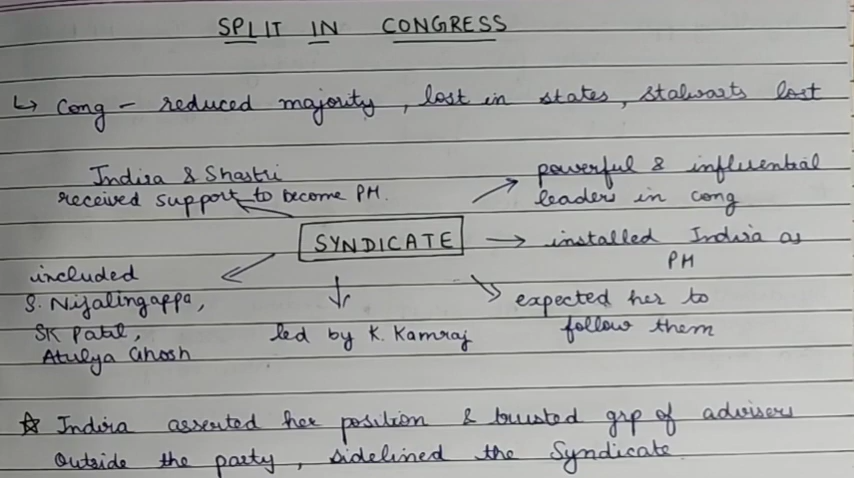 SPLIT IN CONGRESS
↳ Cong - reduced majority, lost in states, stalwarts lost
Indira & Shastri
received support to become PM.
powerful & influential
leaders in cong
SYNDICATE
installed Indira as
PM
included
S. Nijalingappa,
SK Patil,
Atulya Ghosh
led by K. Kamraj
expected her to
follow them
☆ Indira asserted her position & trusted grp of advisers
outside the party, sidelined the Syndicate